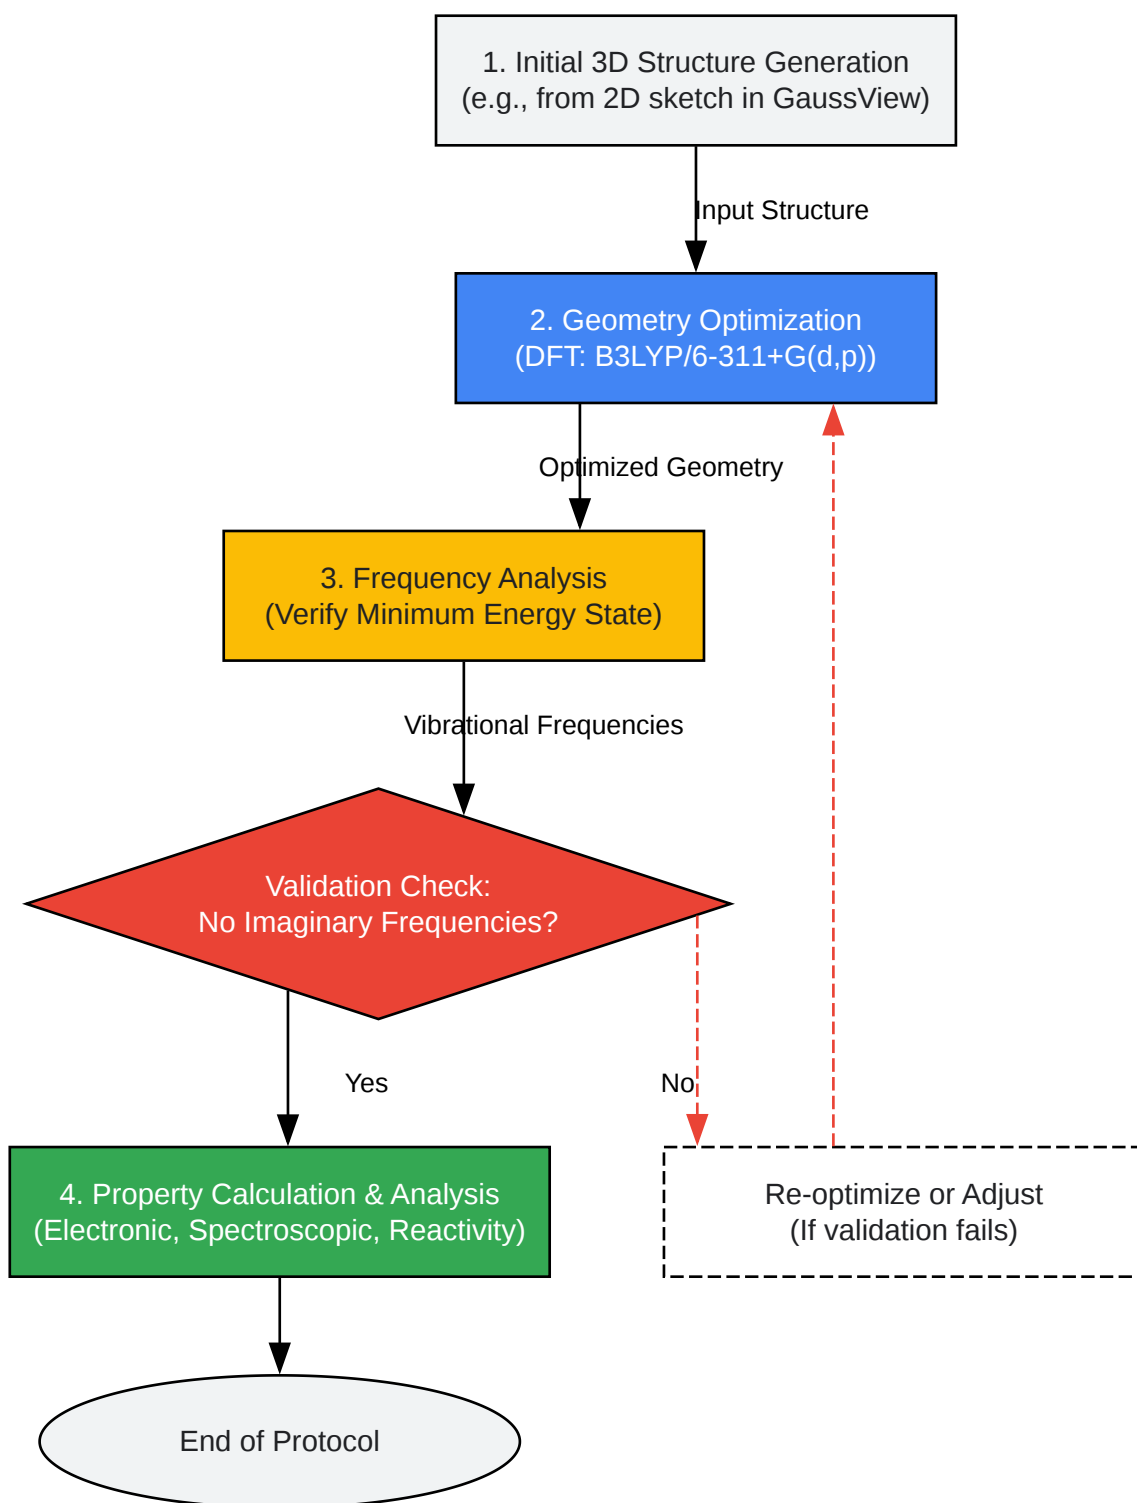 1. Initial 3D Structure Generation
(e.g., from 2D sketch in GaussView)
Input Structure
2. Geometry Optimization
(DFT: B3LYP/6-311+G(d,p))
Optimized Geometry
3. Frequency Analysis
(Verify Minimum Energy State)
Vibrational Frequencies
Validation Check:
No Imaginary Frequencies?
Yes
No
4. Property Calculation & Analysis
(Electronic, Spectroscopic, Reactivity)
Re-optimize or Adjust
(If validation fails)
End of Protocol